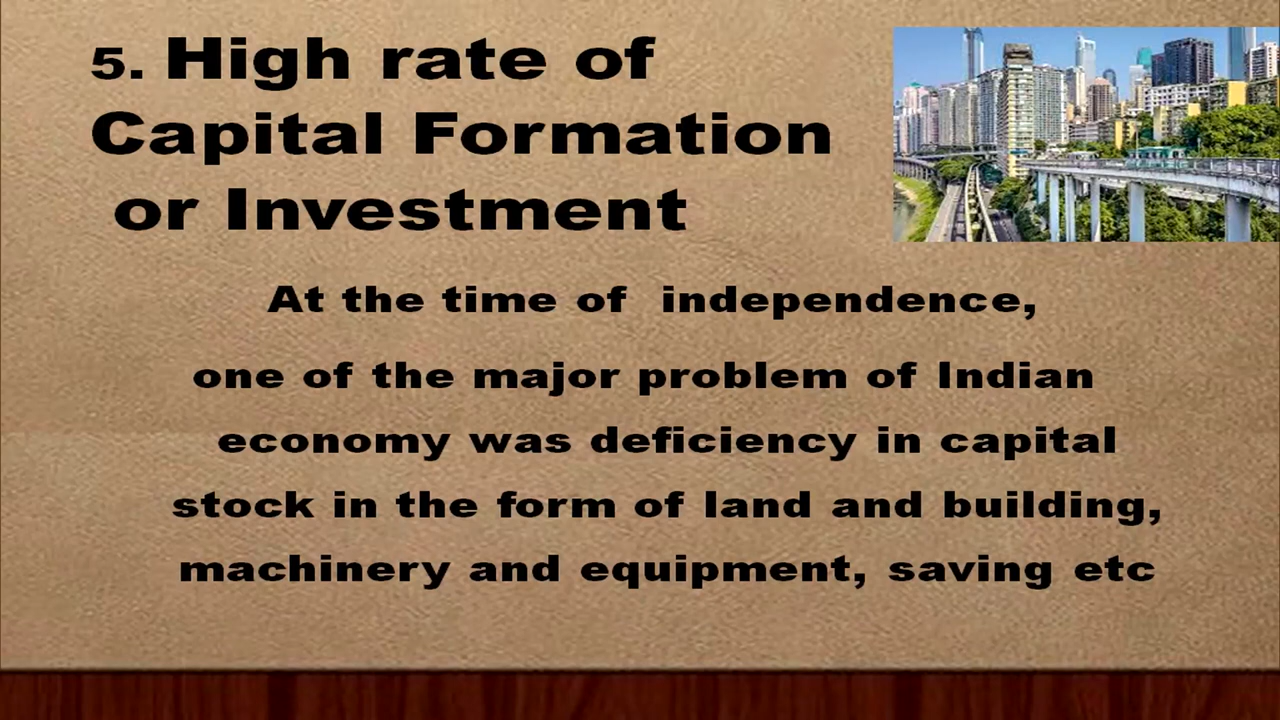 5. High rate of
Capital Formation
or Investment
At the time of independence,
one of the major problem of Indian
economy was deficiency in capital
stock in the form of land and building,
machinery and equipment, saving etc